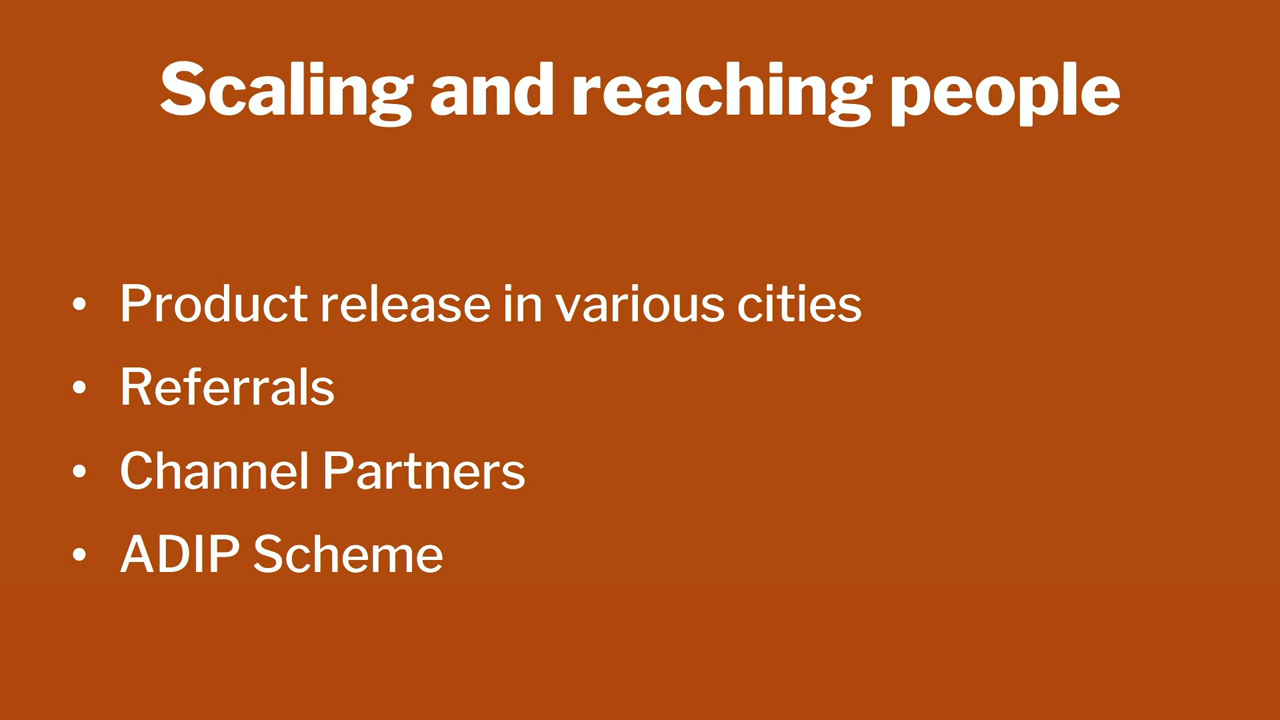 Scaling and reaching people
• Product release in various cities
• Referrals
• Channel Partners
• ADIP Scheme